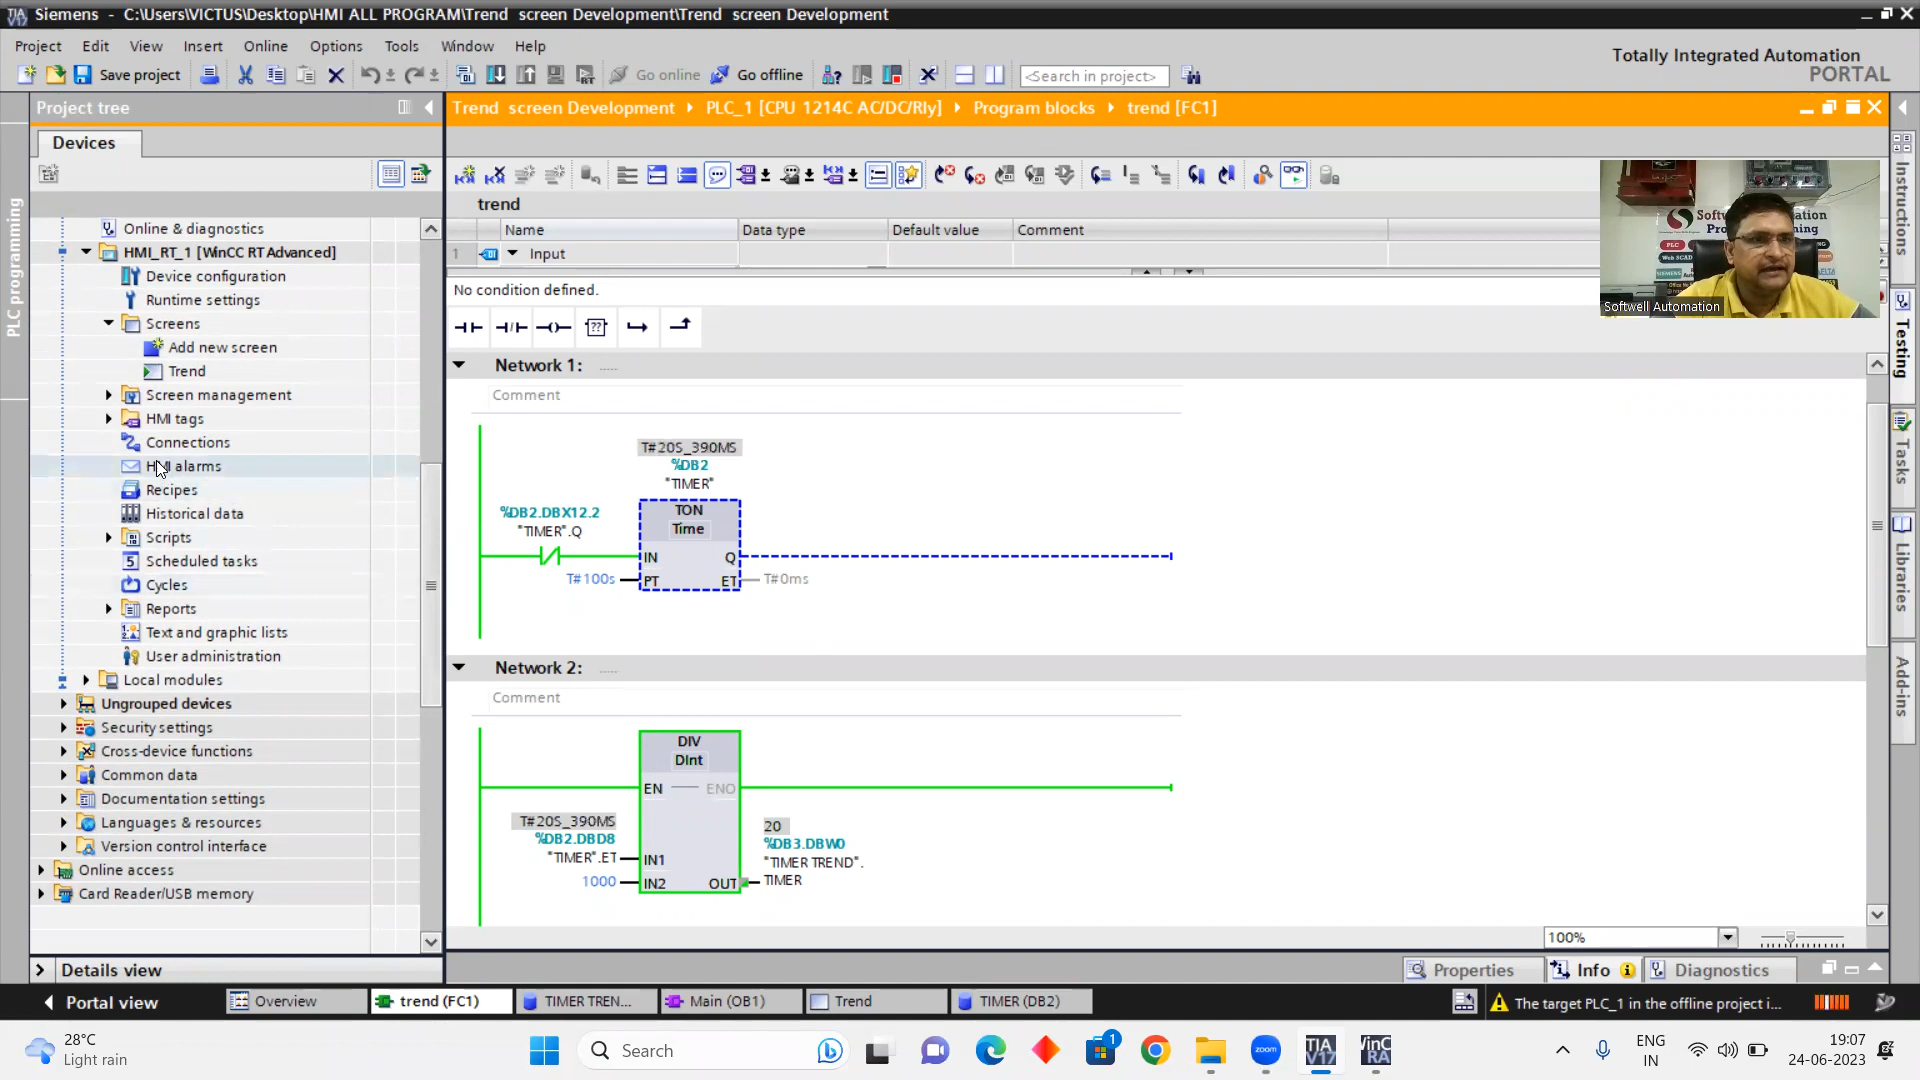 Siemens - C:\Users\VICTUS\Desktop\HMI ALL PROGRAM\Trend screen Development\Trend screen Development
Project Edit View Insert Online Options Tools Window Help
Totally Integrated Automation
PORTAL
Save project
Go online
Go offline
<Search in project>
Project tree
Trend screen Development PLC_1 [CPU 1214C AC/DC/Rly] Program blocks trend [FC1]
Devices
PLC programming
Online & diagnostics
HMI_RT_1 [WinCC RT Advanced]
Device configuration
Runtime settings
Screens
Add new screen
Trend
Screen management
HMI tags
Connections
HMI alarms
Recipes
Historical data
Scripts
Scheduled tasks
Cycles
Reports
Text and graphic lists
User administration
Local modules
Ungrouped devices
Security settings
Cross-device functions
Common data
Documentation settings
Languages & resources
Version control interface
Online access
Card Reader/USB memory
Details view
trend
Name Data type Default value Comment
1 Input
No condition defined.
??
Network 1: .....
Comment
T#20S_390MS
%DB2
"TIMER"
TON
Time
%DB2.DBX12.2
"TIMER".Q
IN Q
T#100s PT ET T#0ms
Network 2: .....
Comment
DIV
DInt
EN ENO
T#20S_390MS
%DB2.DBD8
"TIMER".ET IN1
1000 IN2 OUT
20
%DB3.DBW0
"TIMER TREND".
TIMER
100%
Softwell Automation
Instructions
Testing
Tasks
Libraries
Add-ins
Properties Info Diagnostics
Portal view Overview trend (FC1) TIMER TREN... Main (OB1) Trend TIMER (DB2)
The target PLC_1 in the offline project i...
28°C
Light rain
Search
1
zoom
TIA
V17
WinC
RA
ENG
IN
19:07
24-06-2023